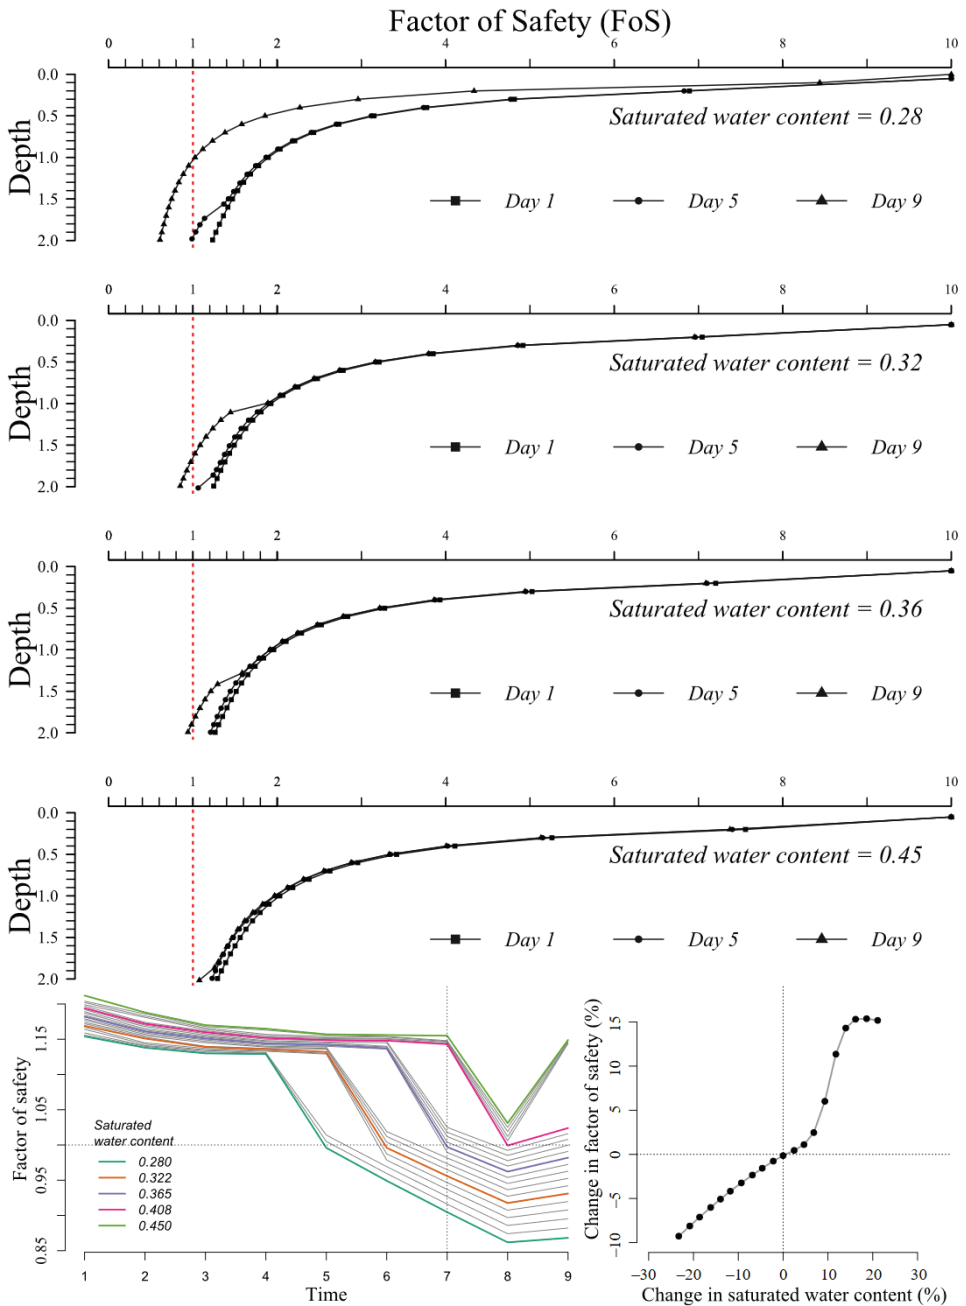 Factor of Safety (FoS)
0 1 2 4 6 8 10
Depth
0.0
0.5
1.0
1.5
2.0
Saturated water content = 0.28
Day 1 Day 5 Day 9
0 1 2 4 6 8 10
Depth
0.0
0.5
1.0
1.5
2.0
Saturated water content = 0.32
Day 1 Day 5 Day 9
0 1 2 4 6 8 10
Depth
0.0
0.5
1.0
1.5
2.0
Saturated water content = 0.36
Day 1 Day 5 Day 9
0 1 2 4 6 8 10
Depth
0.0
0.5
1.0
1.5
2.0
Saturated water content = 0.45
Day 1 Day 5 Day 9
Factor of safety
1.15
1.05
0.95
0.85
Saturated
water content
0.280
0.322
0.365
0.408
0.450
1 2 3 4 5 6 7 8 9
Time
Change in factor of safety (%)
15
10
5
0
−5
−10
−30 −20 −10 0 10 20 30
Change in saturated water content (%)